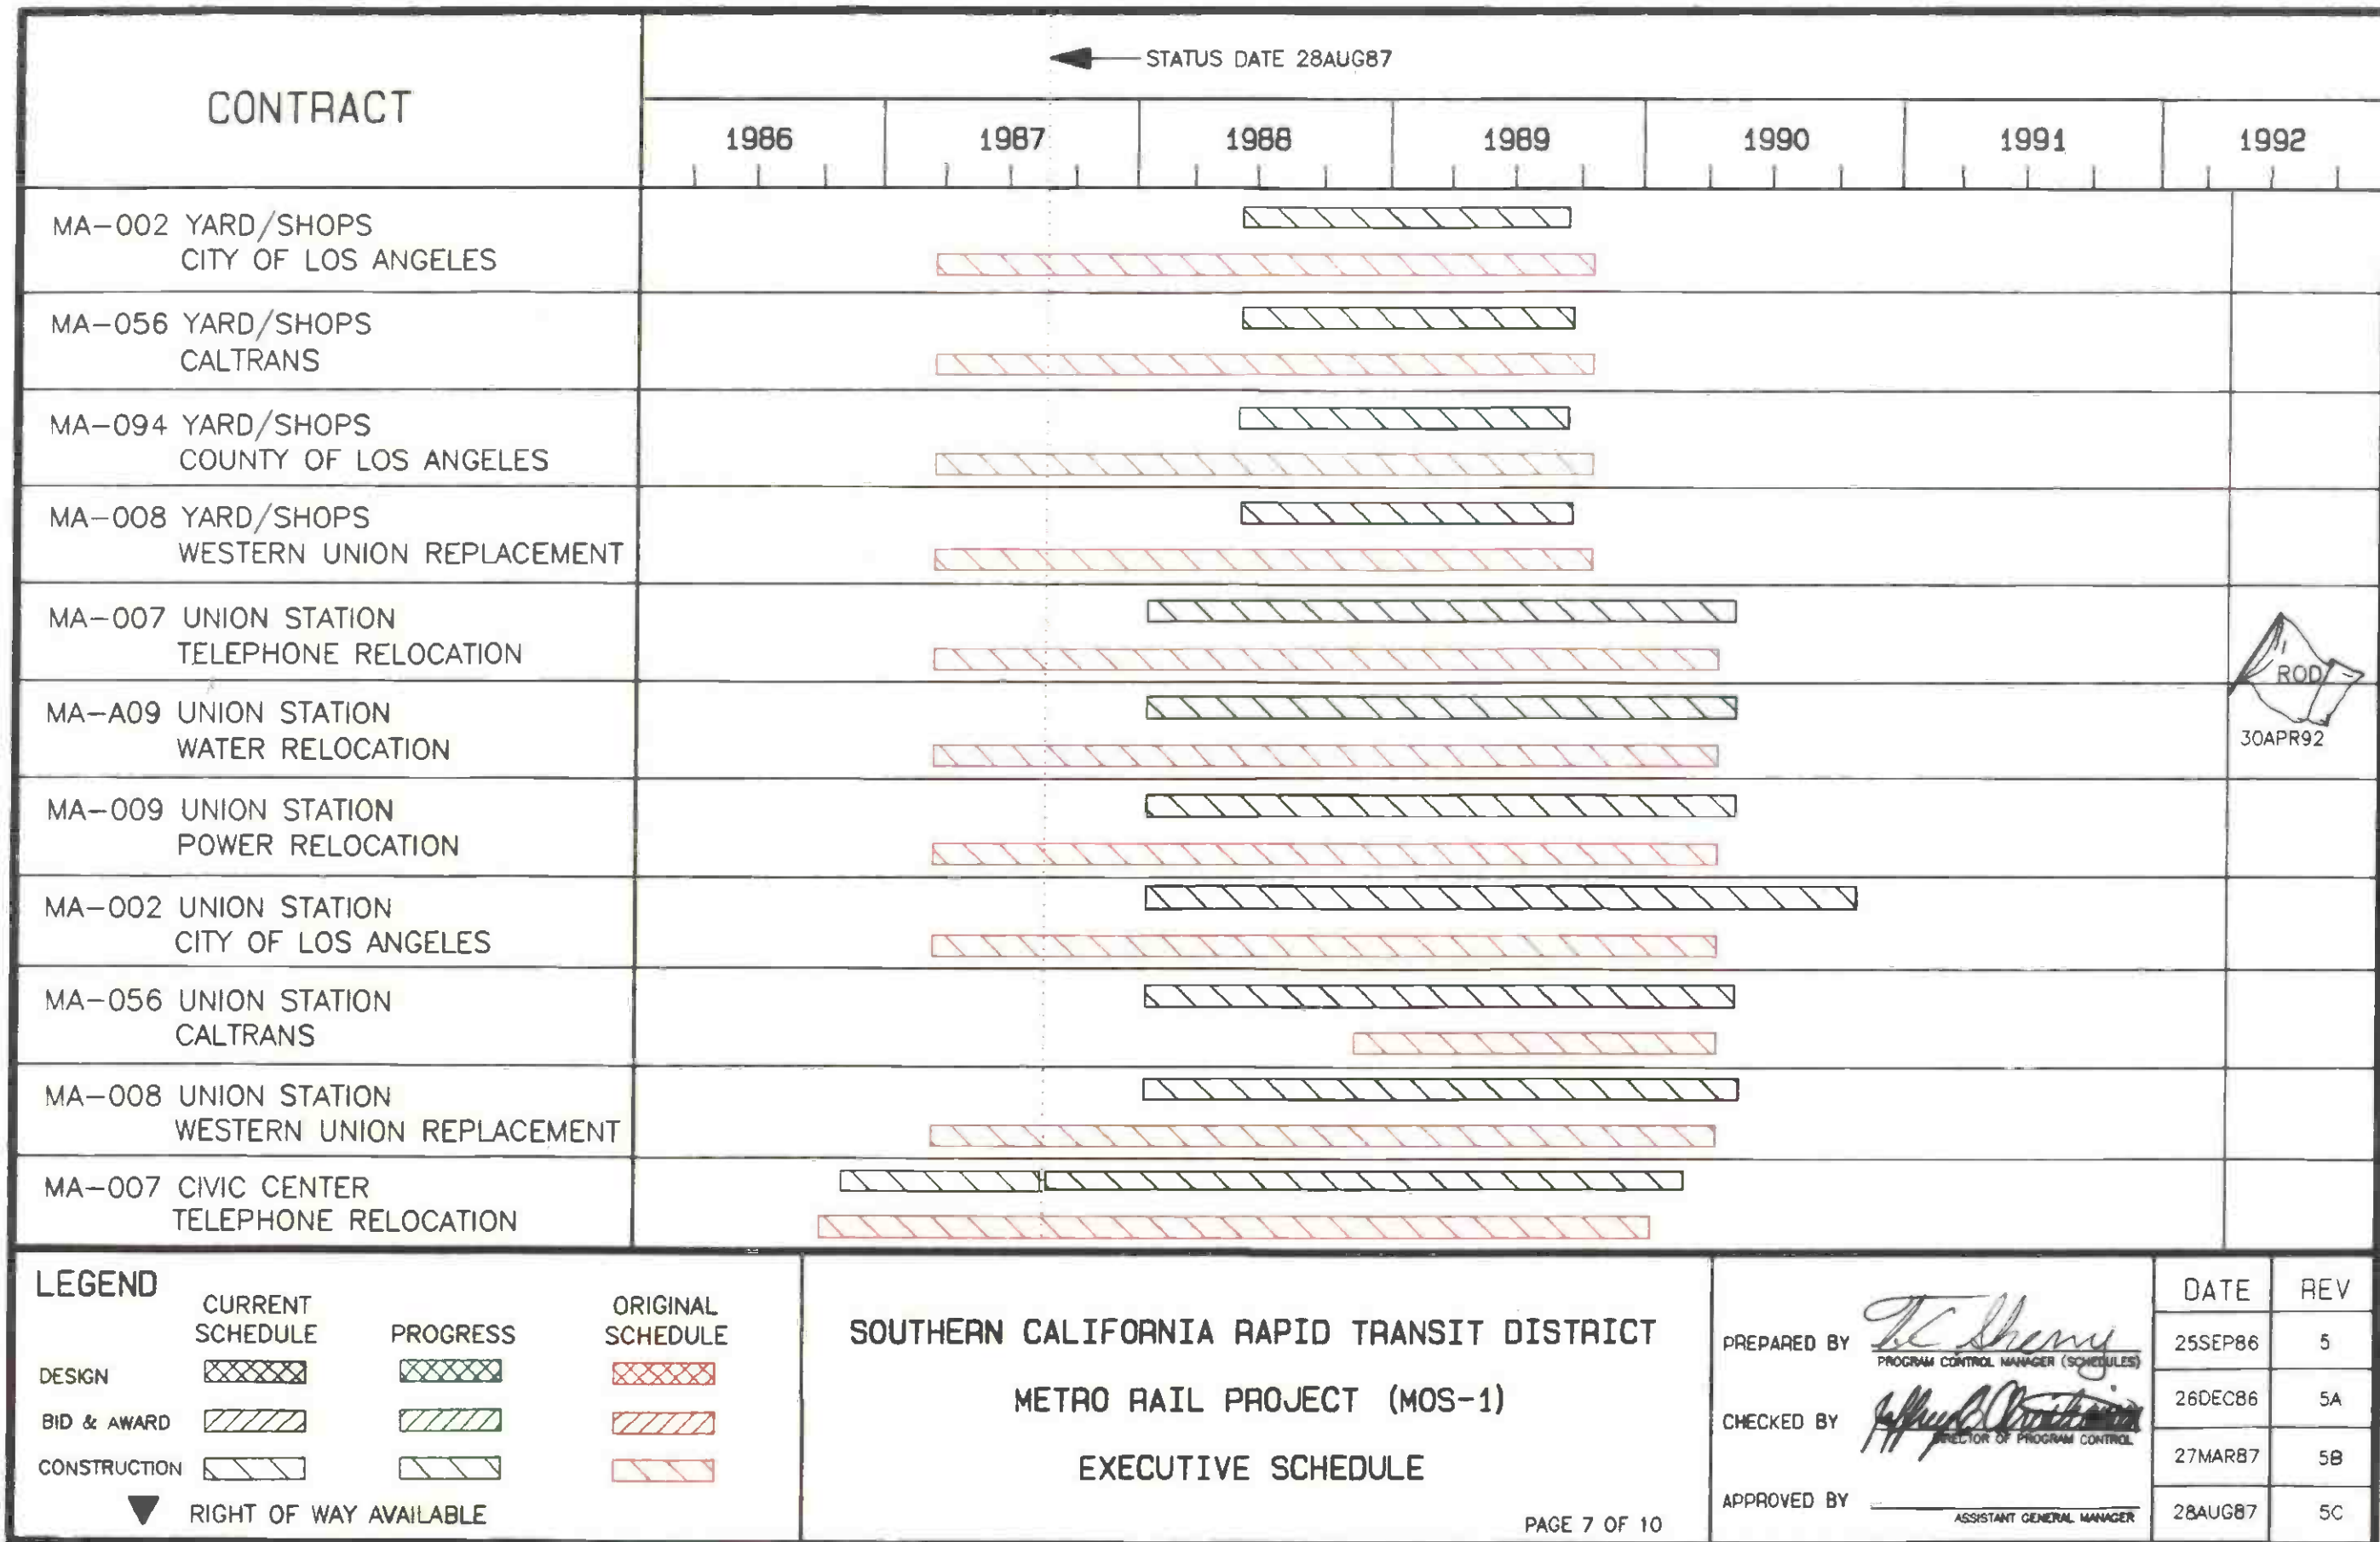 CONTRACT
STATUS DATE 28AUG87
1986 1987 1988 1989 1990 1991 1992
MA-002 YARD/SHOPS
CITY OF LOS ANGELES
MA-056 YARD/SHOPS
CALTRANS
MA-094 YARD/SHOPS
COUNTY OF LOS ANGELES
MA-008 YARD/SHOPS
WESTERN UNION REPLACEMENT
MA-007 UNION STATION
TELEPHONE RELOCATION
ROD
30APR92
MA-A09 UNION STATION
WATER RELOCATION
MA-009 UNION STATION
POWER RELOCATION
MA-002 UNION STATION
CITY OF LOS ANGELES
MA-056 UNION STATION
CALTRANS
MA-008 UNION STATION
WESTERN UNION REPLACEMENT
MA-007 CIVIC CENTER
TELEPHONE RELOCATION
LEGEND
CURRENT SCHEDULE
PROGRESS
ORIGINAL SCHEDULE
DESIGN
BID & AWARD
CONSTRUCTION
RIGHT OF WAY AVAILABLE
SOUTHERN CALIFORNIA RAPID TRANSIT DISTRICT
METRO RAIL PROJECT (MOS-1)
EXECUTIVE SCHEDULE
PAGE 7 OF 10
PREPARED BY
PROGRAM CONTROL MANAGER (SCHEDULES)
CHECKED BY
DIRECTOR OF PROGRAM CONTROL
APPROVED BY
ASSISTANT GENERAL MANAGER
DATE REV
25SEP86 5
26DEC86 5A
27MAR87 5B
28AUG87 5C